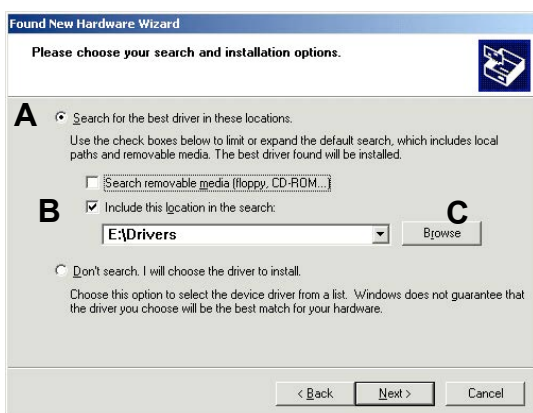 Found New Hardware Wizard
Please choose your search and installation options.
A
Search for the best driver in these locations.
Use the check boxes below to limit or expand the default search, which includes local
paths and removable media. The best driver found will be installed.
Search removable media (floppy, CD-ROM...)
B
Include this location in the search:
C
E:\Drivers
Browse
Don't search. I will choose the driver to install.
Choose this option to select the device driver from a list. Windows does not guarantee that
the driver you choose will be the best match for your hardware.
< Back
Next >
Cancel